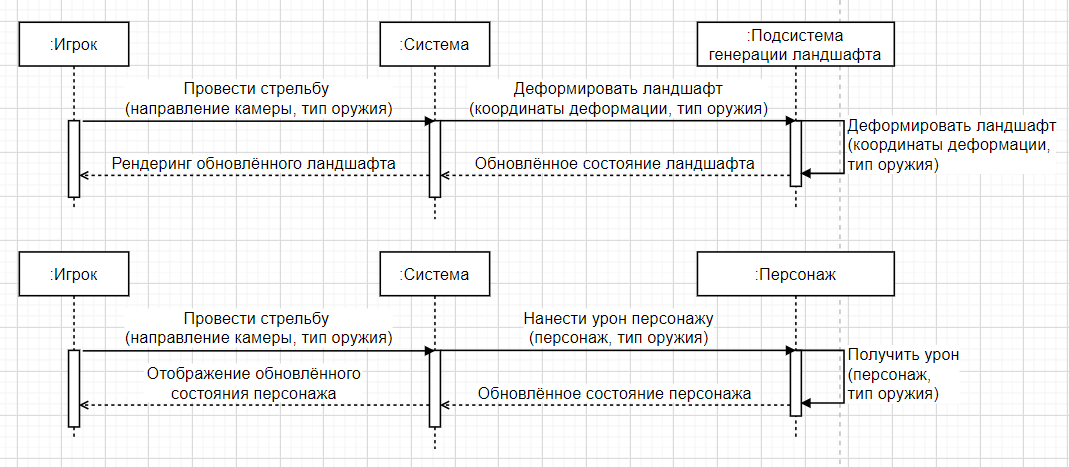 :Игрок
:Система
:Подсистема
генерации ландшафта
Провести стрельбу
(направление камеры, тип оружия)
Деформировать ландшафт
(координаты деформации, тип оружия)
Деформировать ландшафт
(координаты деформации,
тип оружия)
Рендеринг обновлённого ландшафта
Обновлённое состояние ландшафта
:Игрок
:Система
:Персонаж
Провести стрельбу
(направление камеры, тип оружия)
Нанести урон персонажу
(персонаж, тип оружия)
Получить урон
(персонаж,
тип оружия)
Отображение обновлённого
состояния персонажа
Обновлённое состояние персонажа